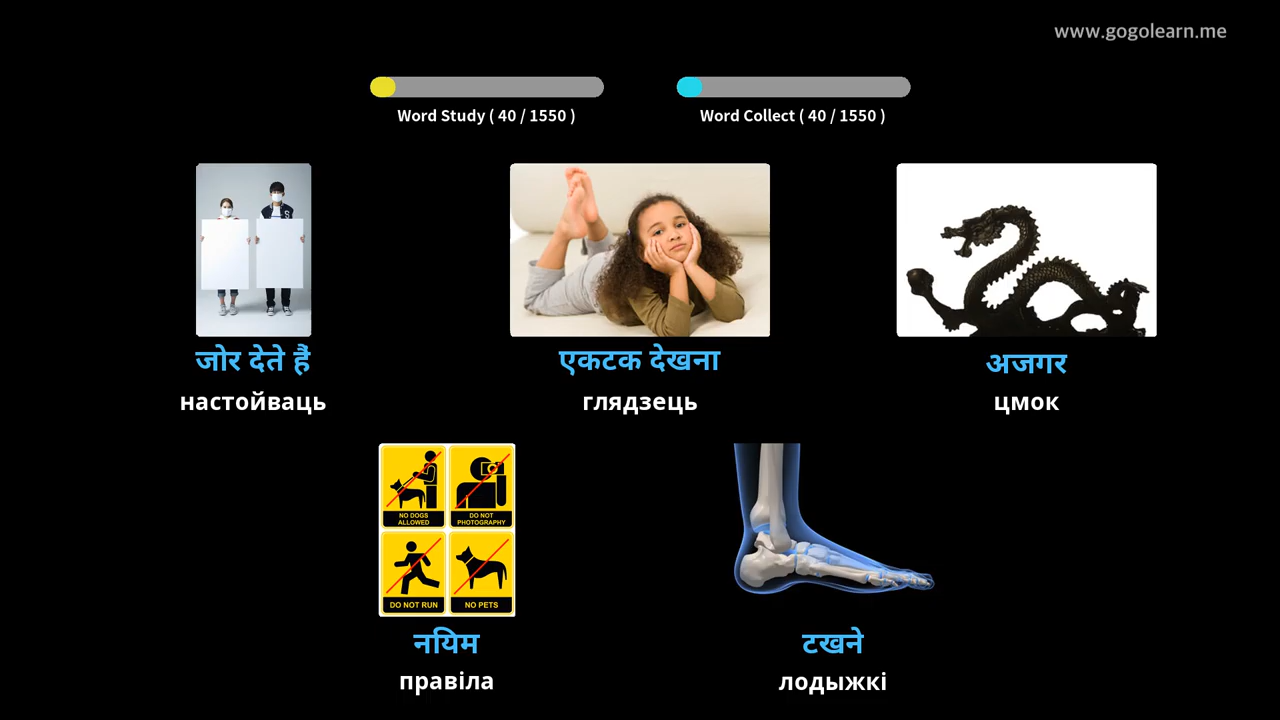 www.gogolearn.me
Word Study ( 40 / 1550 )
Word Collect ( 40 / 1550 )
जोर देते हैं
настойваць
एकटक देखना
глядзець
अजगर
цмок
NO DOGS
ALLOWED
DO NOT
PHOTOGRAPHY
DO NOT RUN
NO PETS
नियम
правіла
टखने
лодыжкі